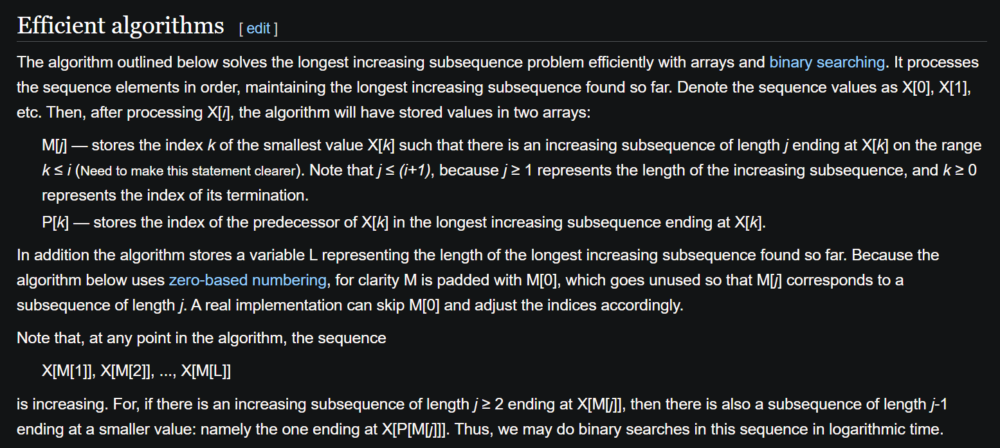 Efficient algorithms [ edit ]
The algorithm outlined below solves the longest increasing subsequence problem efficiently with arrays and binary searching. It processes
the sequence elements in order, maintaining the longest increasing subsequence found so far. Denote the sequence values as X[0], X[1],
etc. Then, after processing X[i], the algorithm will have stored values in two arrays:
M[j] — stores the index k of the smallest value X[k] such that there is an increasing subsequence of length j ending at X[k] on the range
k ≤ i (Need to make this statement clearer). Note that j ≤ (i+1), because j ≥ 1 represents the length of the increasing subsequence, and k ≥ 0
represents the index of its termination.
P[k] — stores the index of the predecessor of X[k] in the longest increasing subsequence ending at X[k].
In addition the algorithm stores a variable L representing the length of the longest increasing subsequence found so far. Because the
algorithm below uses zero-based numbering, for clarity M is padded with M[0], which goes unused so that M[j] corresponds to a
subsequence of length j. A real implementation can skip M[0] and adjust the indices accordingly.
Note that, at any point in the algorithm, the sequence
X[M[1]], X[M[2]], ..., X[M[L]]
is increasing. For, if there is an increasing subsequence of length j ≥ 2 ending at X[M[j]], then there is also a subsequence of length j-1
ending at a smaller value: namely the one ending at X[P[M[j]]]. Thus, we may do binary searches in this sequence in logarithmic time.